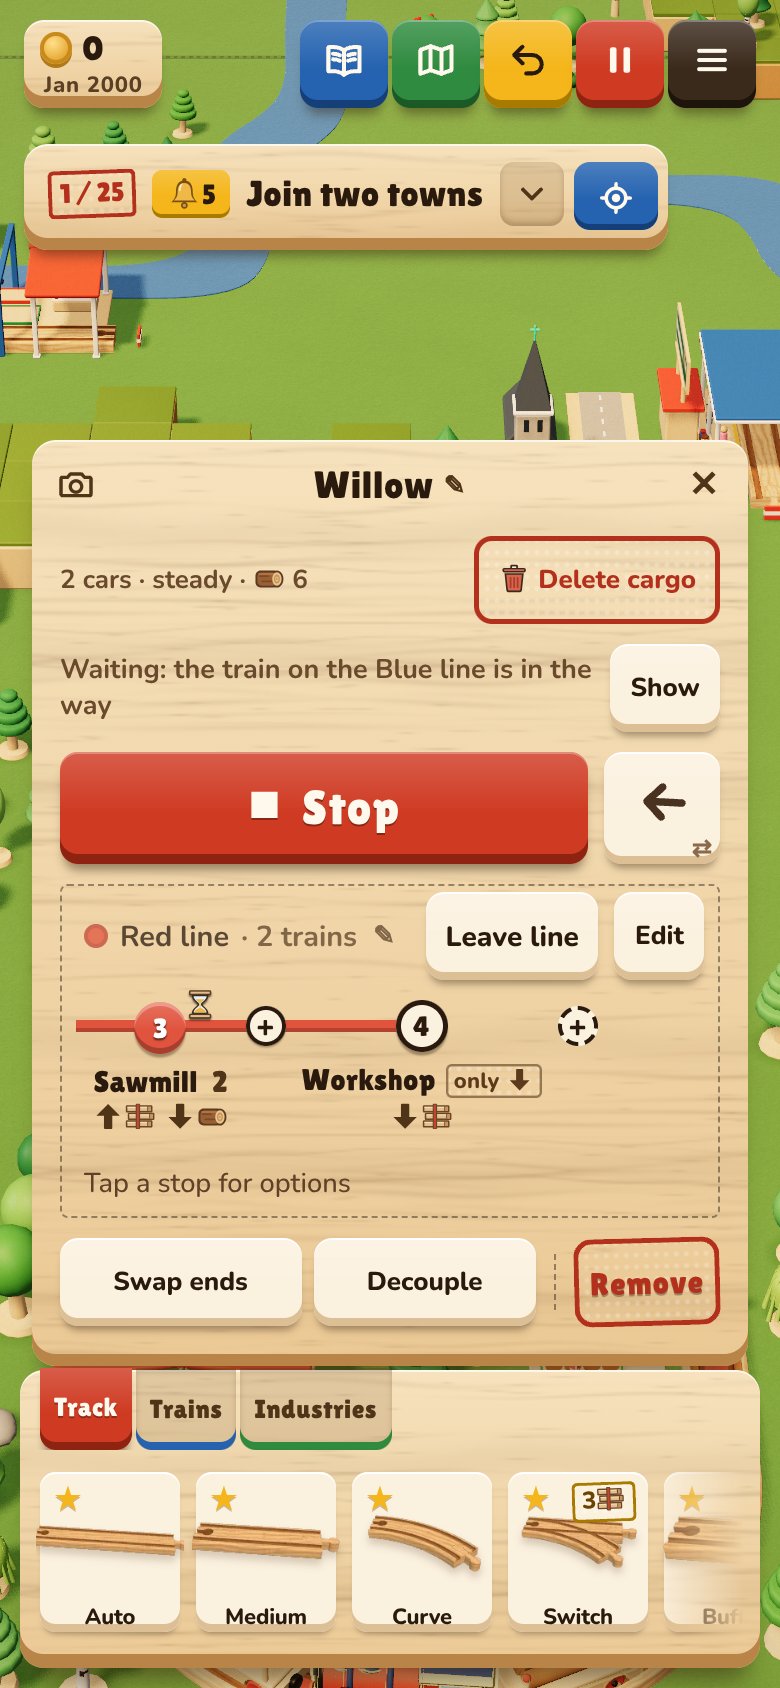 0
Jan 2000
1/25
5
Join two towns
Willow
2 cars · steady · 6
Delete cargo
Waiting: the train on the Blue line is in the
way
Show
Stop
Red line · 2 trains
Leave line
Edit
3
4
Sawmill 2
Workshop
only
Tap a stop for options
Swap ends
Decouple
Remove
Track
Trains
Industries
3
Auto
Medium
Curve
Switch